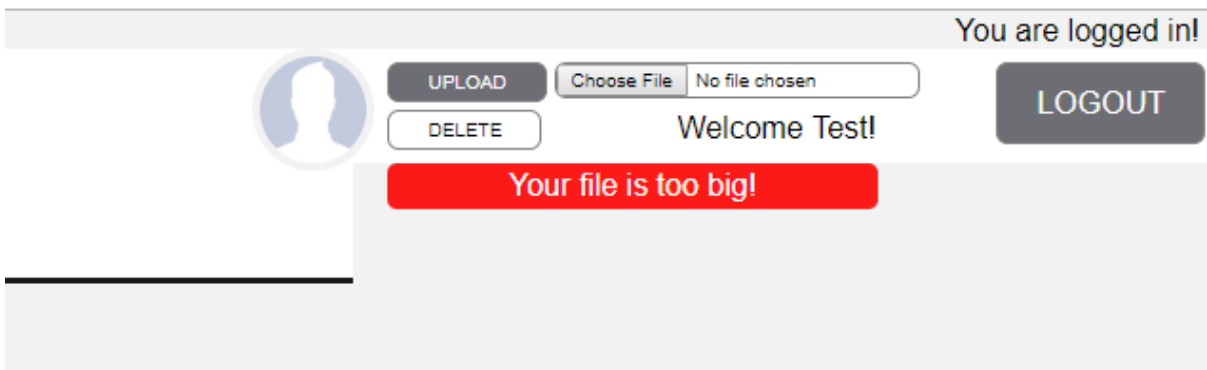 You are logged in!
UPLOAD Choose File No file chosen LOGOUT
DELETE Welcome Test!
Your file is too big!